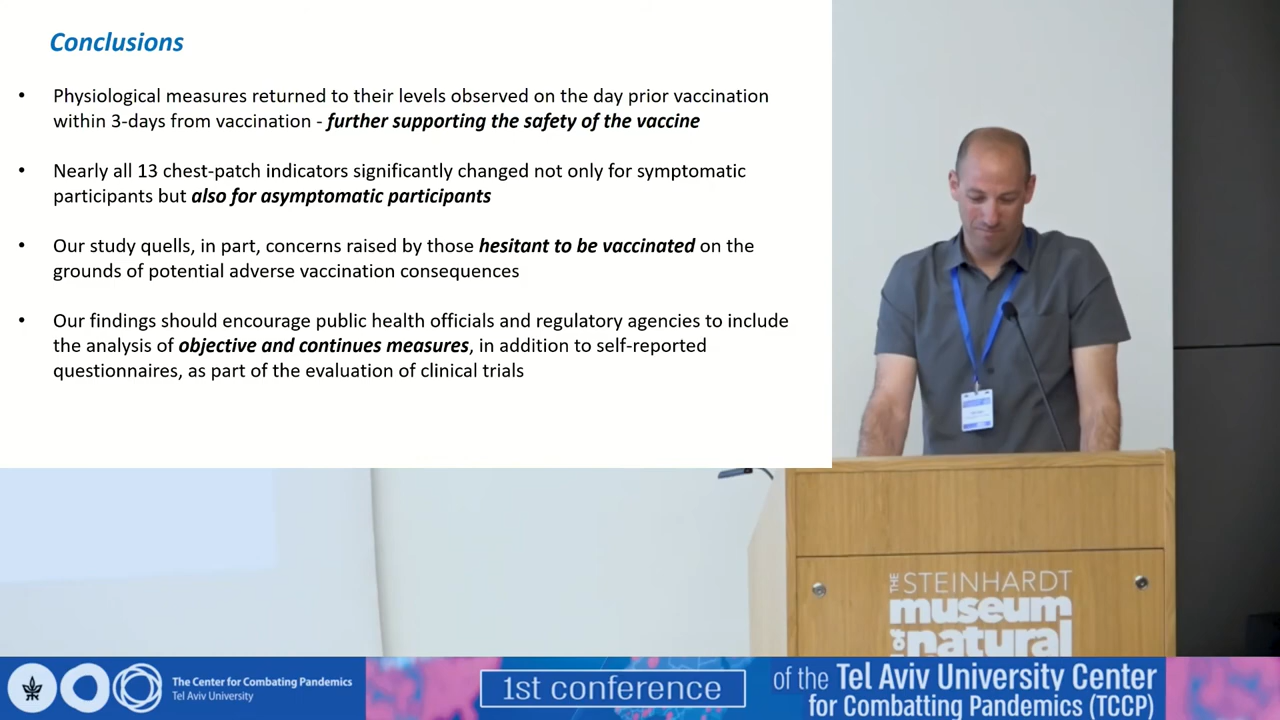 Conclusions
• Physiological measures returned to their levels observed on the day prior vaccination
within 3-days from vaccination - further supporting the safety of the vaccine
• Nearly all 13 chest-patch indicators significantly changed not only for symptomatic
participants but also for asymptomatic participants
• Our study quells, in part, concerns raised by those hesitant to be vaccinated on the
grounds of potential adverse vaccination consequences
• Our findings should encourage public health officials and regulatory agencies to include
the analysis of objective and continues measures, in addition to self-reported
questionnaires, as part of the evaluation of clinical trials
THE STEINHARDT
museum
of natural
The Center for Combating Pandemics
Tel Aviv University
1st conference
of the Tel Aviv University Center
for Combatting Pandemics (TCCP)